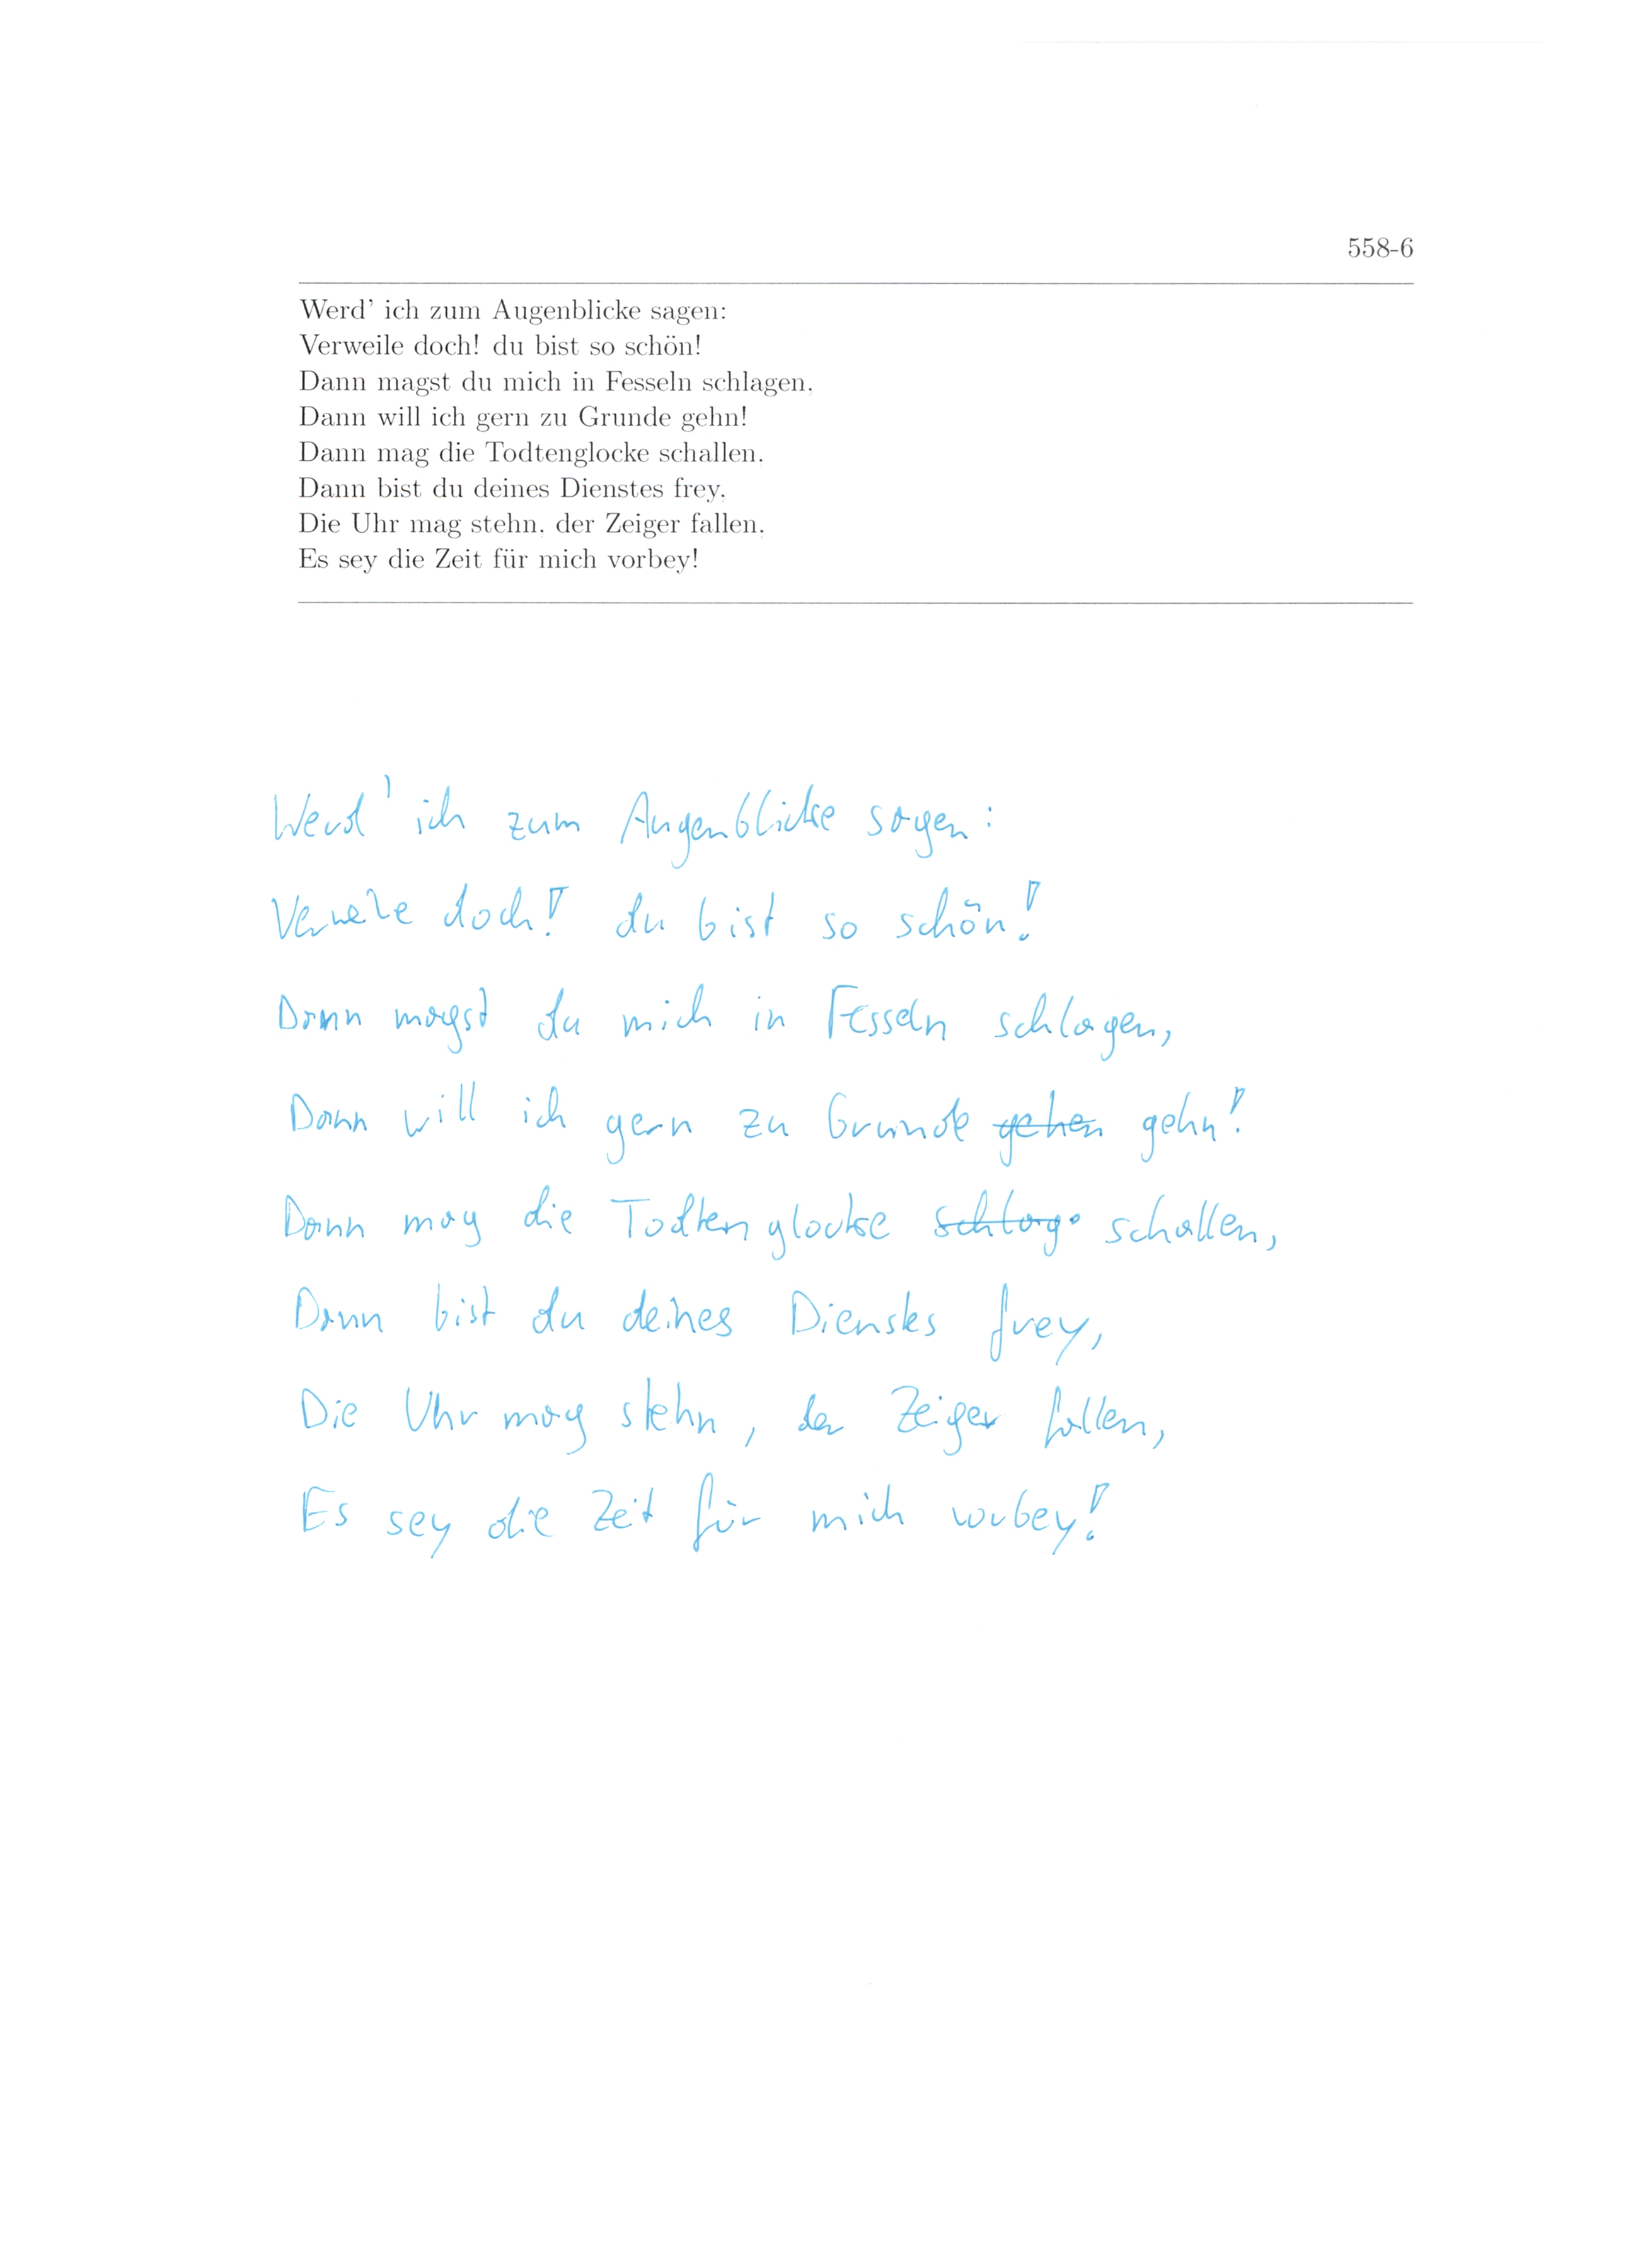 558-6
Werd' ich zum Augenblicke sagen:
Verweile doch! du bist so schön!
Dann magst du mich in Fesseln schlagen,
Dann will ich gern zu Grunde gehn!
Dann mag die Todtenglocke schallen,
Dann bist du deines Dienstes frey,
Die Uhr mag stehn, der Zeiger fallen,
Es sey die Zeit für mich vorbey!
Werd' ich zum Augenblicke sagen:
Verweile doch! du bist so schön!
Dann magst du mich in Fesseln schlagen,
Dann will ich gern zu Grunde gehen gehn!
Dann mag die Todtenglocke schlage schallen,
Dann bist du deines Dienstes frey,
Die Uhr mag stehn, der Zeiger fallen,
Es sey die Zeit für mich vorbey!